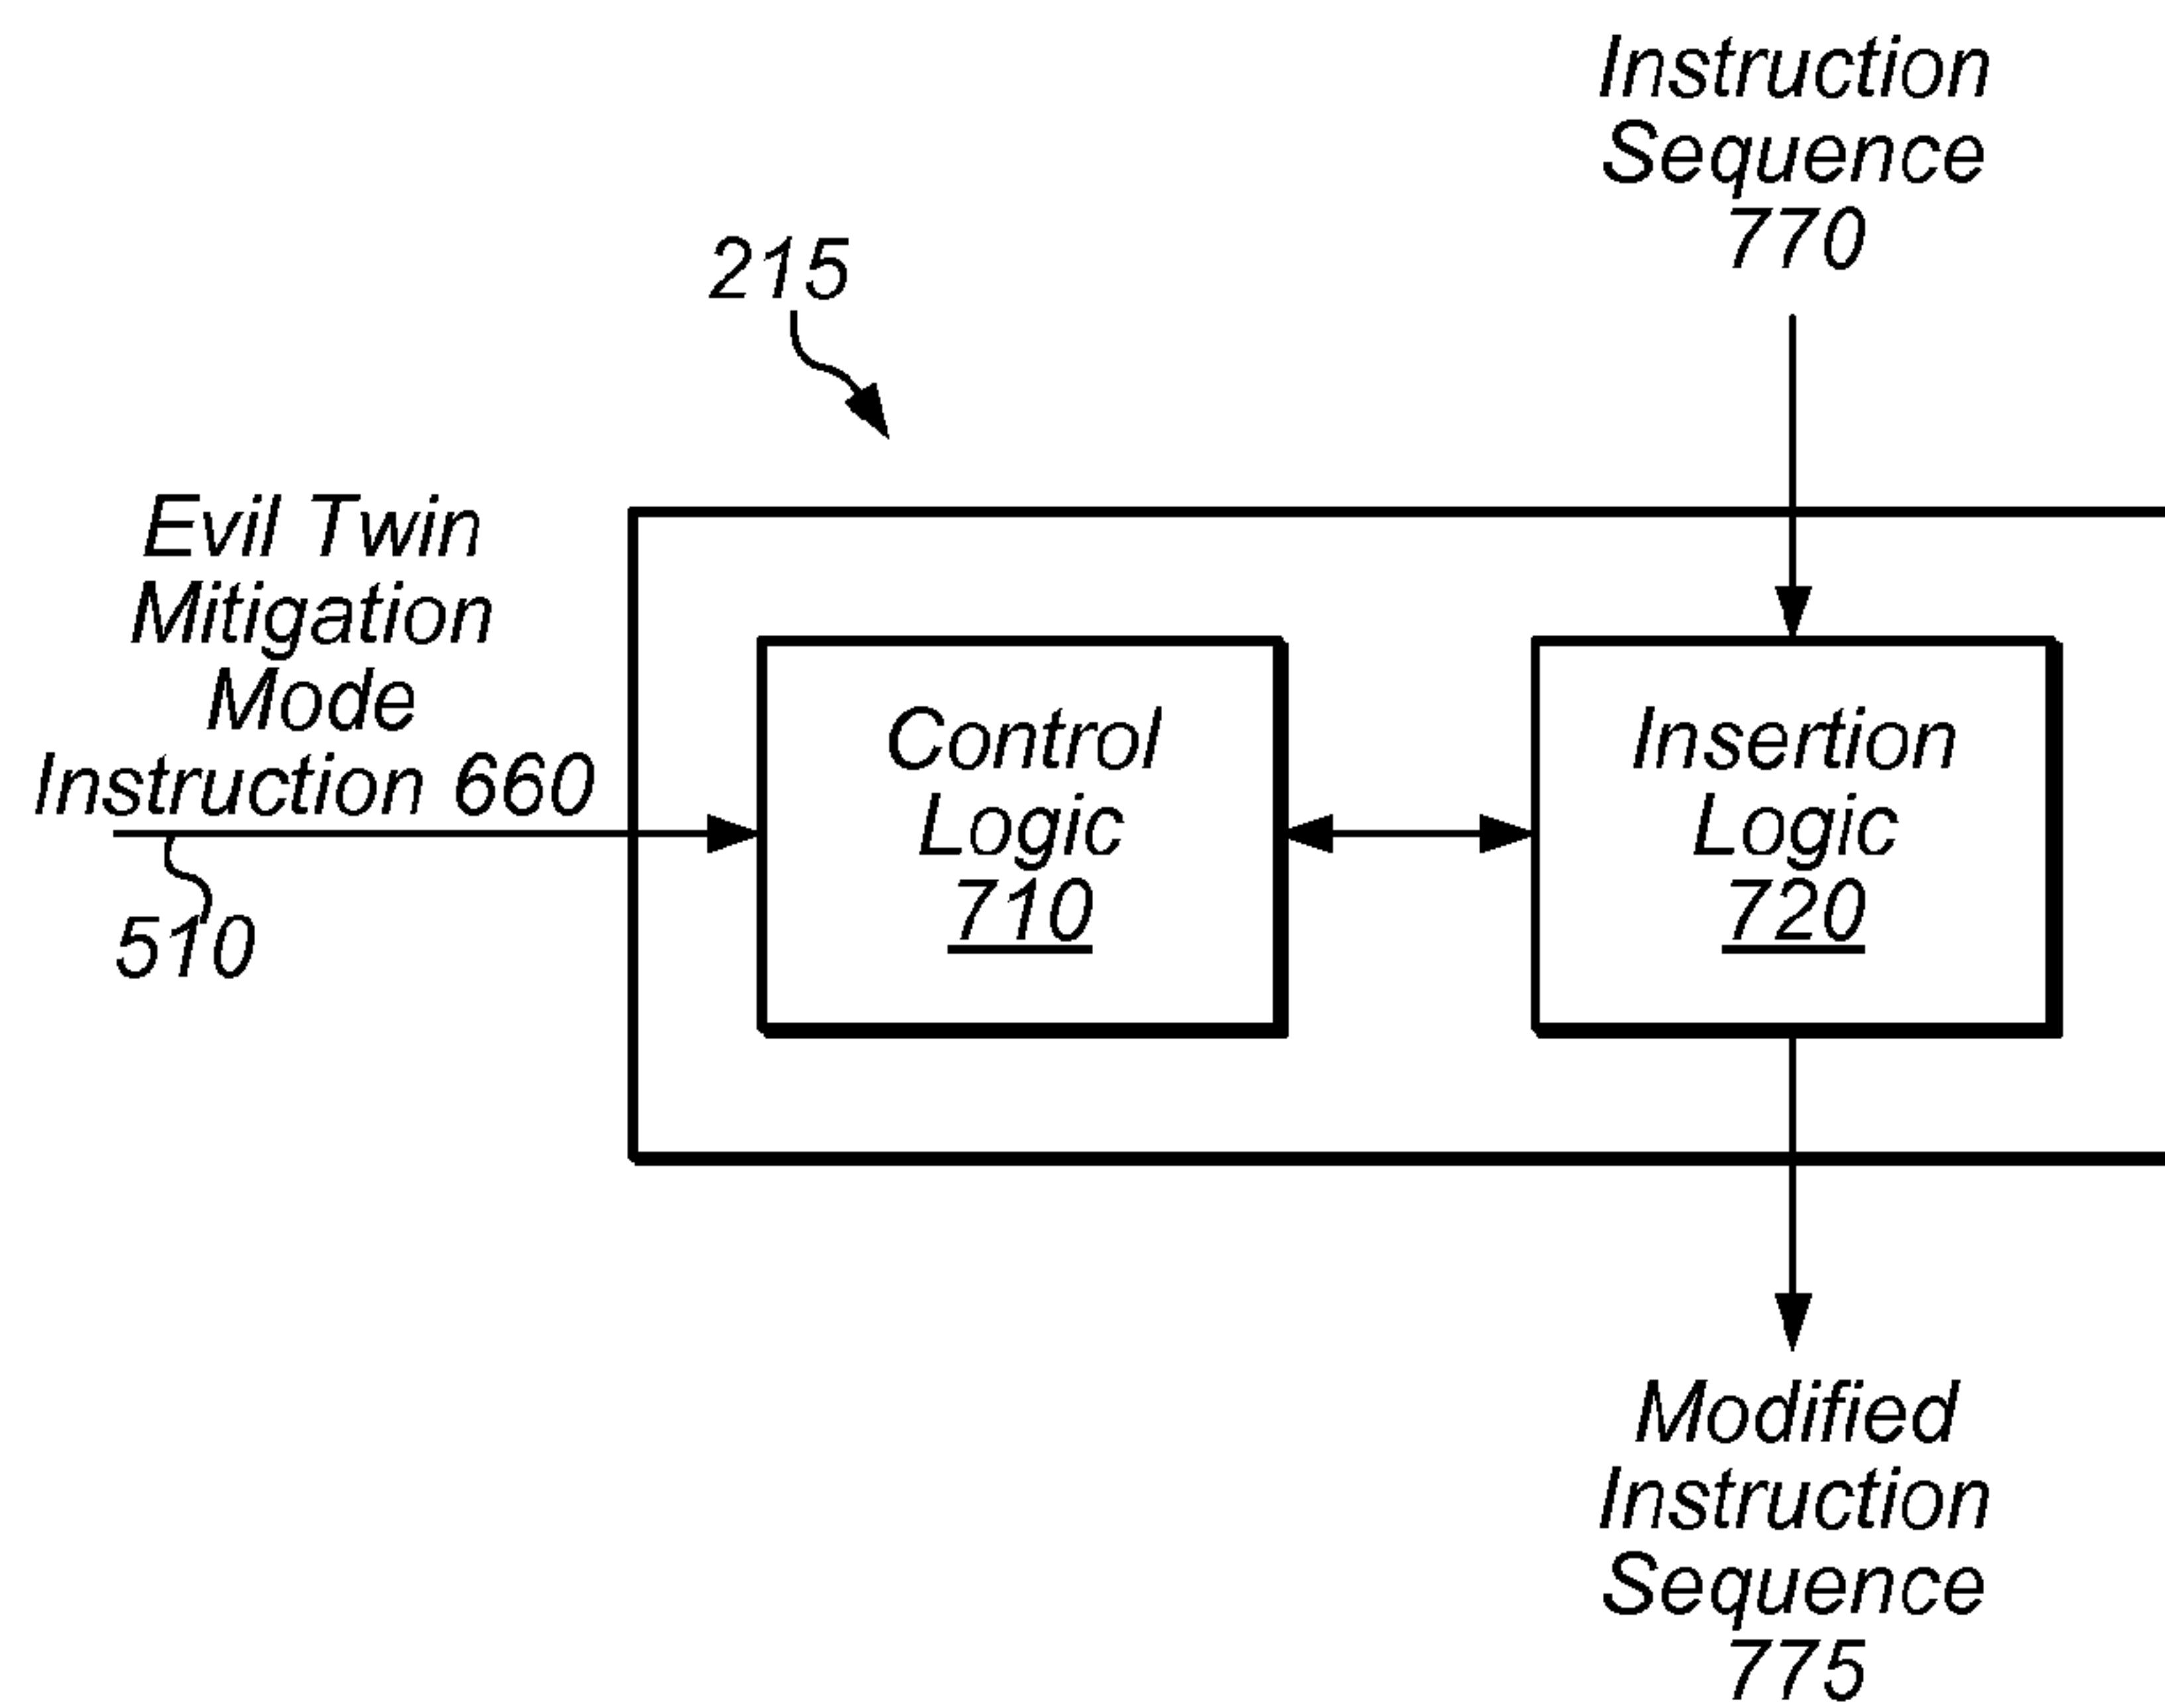 Instruction
Sequence
770
215
Evil Twin
Mitigation
Mode
Instruction 660
510
Control
Logic
710
Insertion
Logic
720
Modified
Instruction
Sequence
775